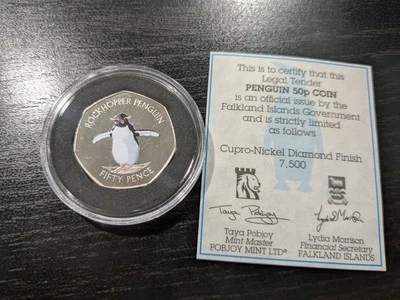 ROCKHOPPER PENGUIN
FIFTY PENCE
This is to certify that this
Legal Tender
PENGUIN 50p COIN
is an official issue by the
Falkland Islands Government
and is strictly limited
as follows
Cupro-Nickel Diamond Finish
7,500
Taya Pobjoy
Taya Pobjoy
Mint Master
POBJOY MINT LTD®
Lydia Morrison
Financial Secretary
FALKLAND ISLANDS